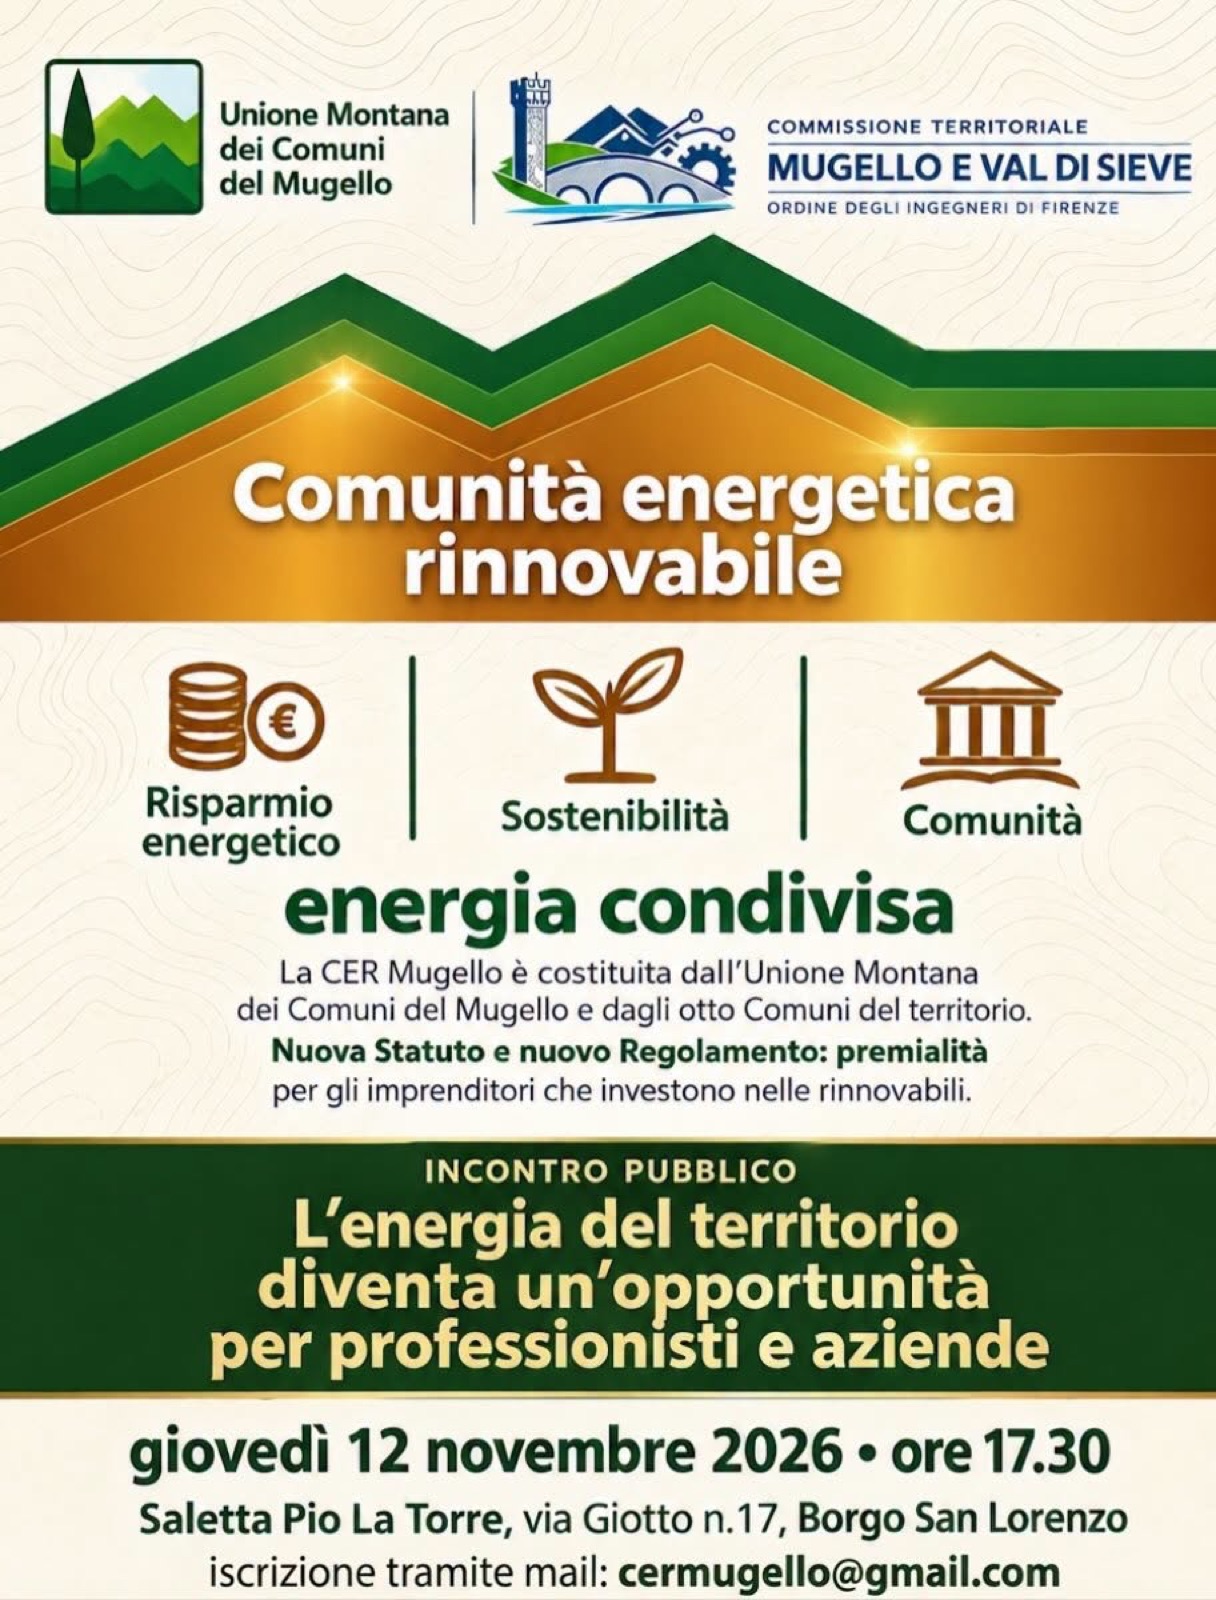 Unione Montana
dei Comuni
del Mugello
COMMISSIONE TERRITORIALE
MUGELLO E VAL DI SIEVE
ORDINE DEGLI INGEGNERI DI FIRENZE
Comunità energetica
rinnovabile
€
Risparmio
energetico
Sostenibilità
Comunità
energia condivisa
La CER Mugello è costituita dall'Unione Montana
dei Comuni del Mugello e dagli otto Comuni del territorio.
Nuova Statuto e nuovo Regolamento: premialità
per gli imprenditori che investono nelle rinnovabili.
INCONTRO PUBBLICO
L'energia del territorio
diventa un'opportunità
per professionisti e aziende
giovedì 12 novembre 2026 • ore 17.30
Saletta Pio La Torre, via Giotto n.17, Borgo San Lorenzo
iscrizione tramite mail: cermugello@gmail.com